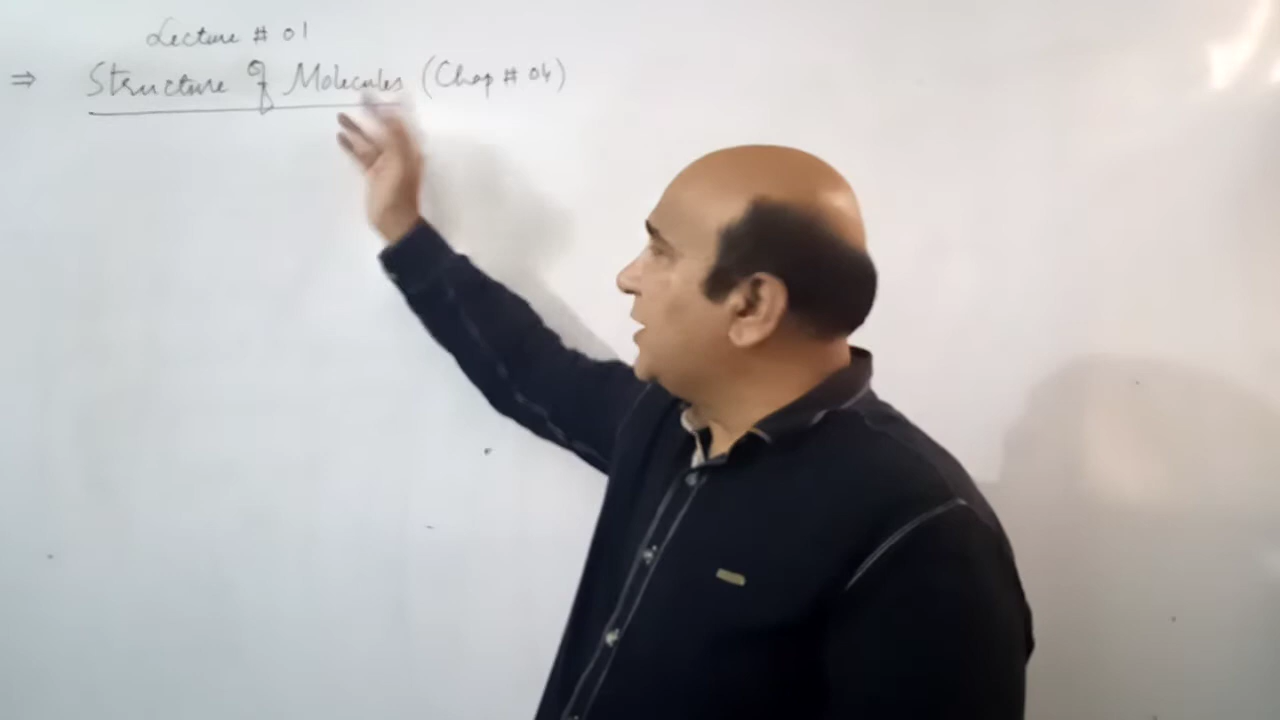 Lecture # 01
⇒ Structure of Molecules (Chap # 04)